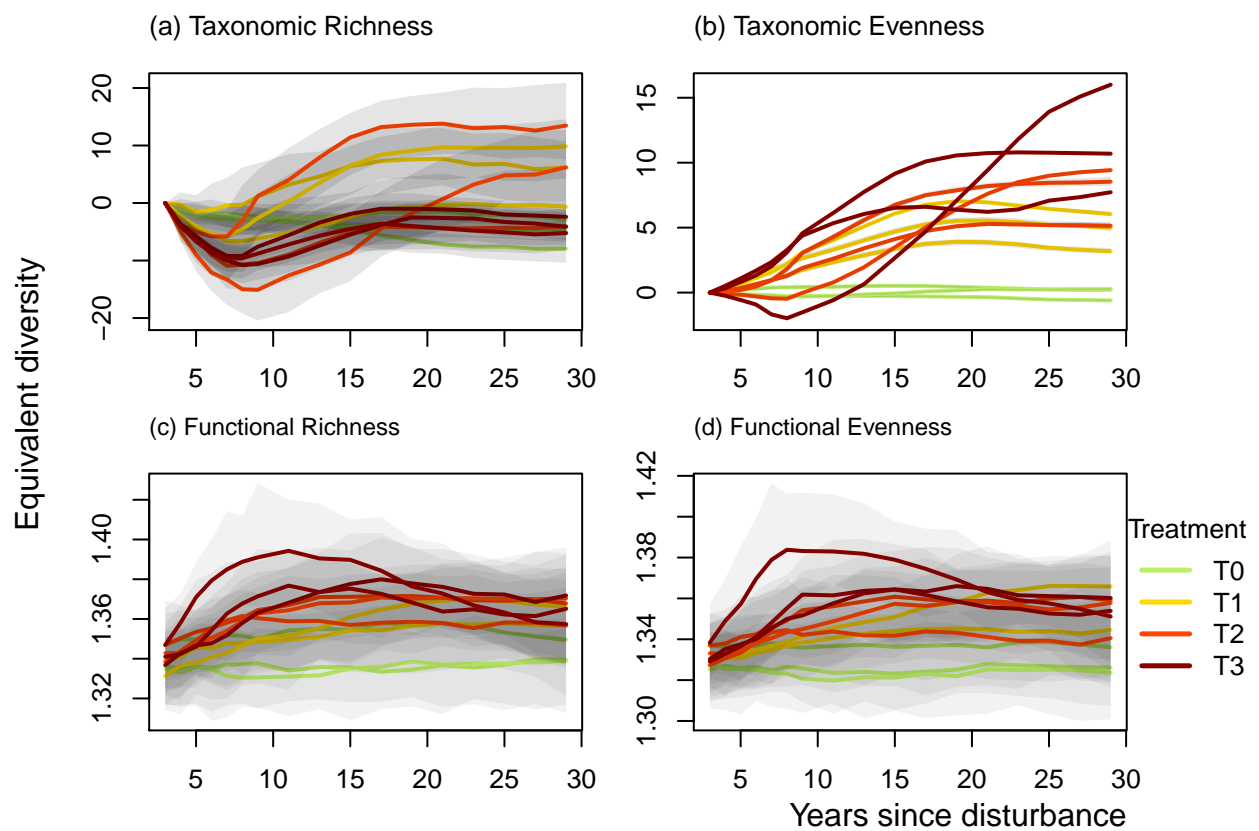 (a) Taxonomic Richness
(b) Taxonomic Evenness
20
10
0
−20
5 10 15 20 25 30
15
10
5
0
5 10 15 20 25 30
Equivalent diversity
(c) Functional Richness
(d) Functional Evenness
1.40
1.36
1.32
5 10 15 20 25 30
1.42
1.38
1.34
1.30
5 10 15 20 25 30
Years since disturbance
Treatment
T0
T1
T2
T3